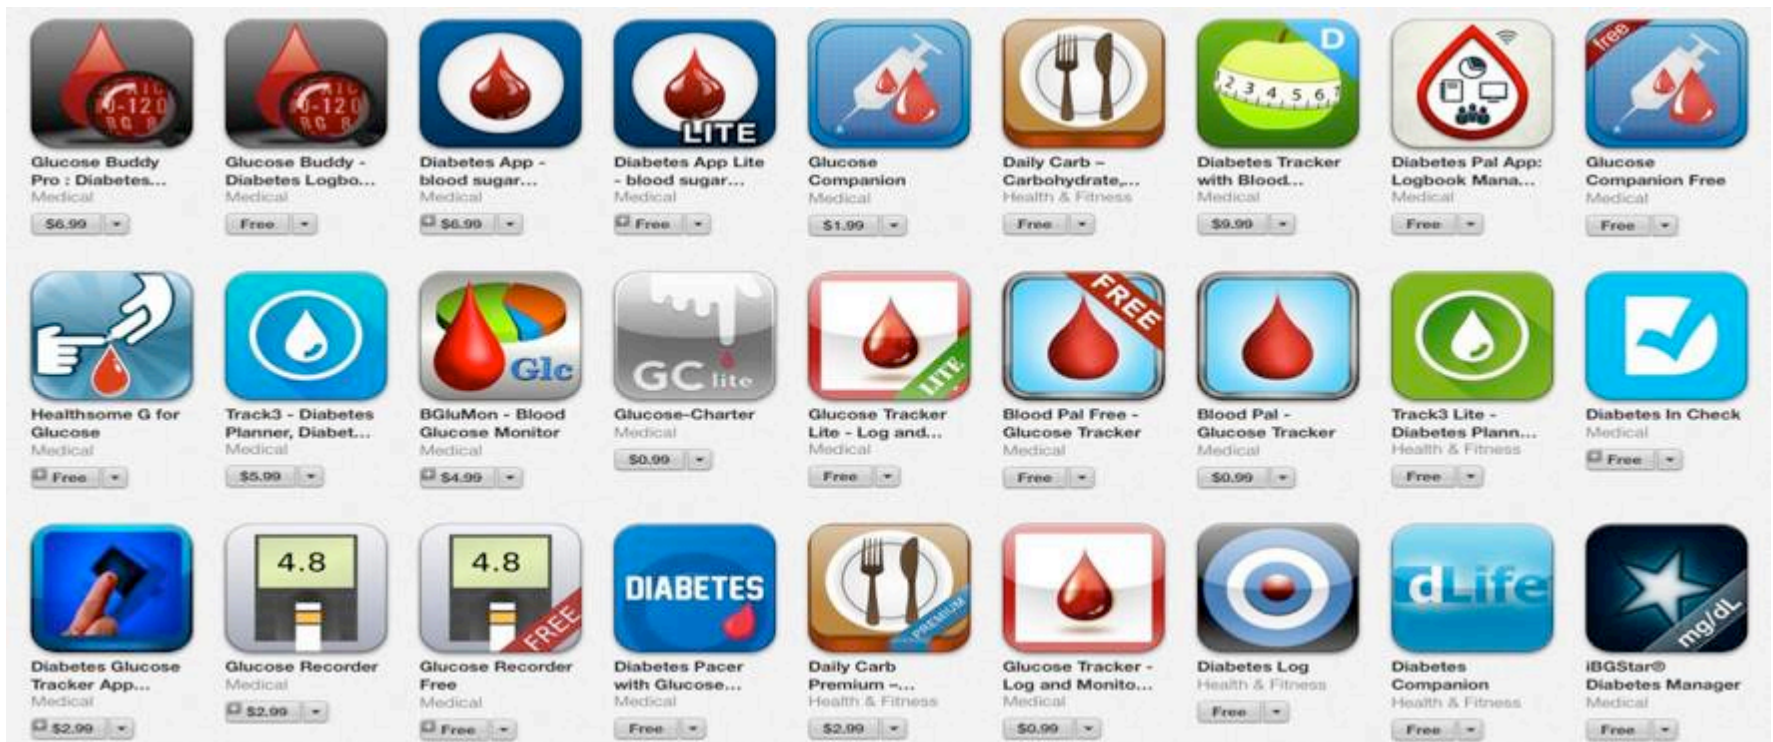 LITE
D
free
Glucose Buddy
Pro : Diabetes...
Medical
$6.99
Glucose Buddy -
Diabetes Logbo...
Medical
Free
Diabetes App -
blood sugar...
Medical
$6.99
Diabetes App Lite
- blood sugar...
Medical
Free
Glucose
Companion
Medical
$1.99
Daily Carb –
Carbohydrate,...
Health & Fitness
Free
1 2 3 4 5 6
Diabetes Tracker
with Blood...
Medical
$9.99
Diabetes Pal App:
Logbook Mana...
Medical
Free
Glucose
Companion Free
Medical
Free
Healthsome G for
Glucose
Medical
Free
Track3 - Diabetes
Planner, Diabet...
Medical
$5.99
Glc
BGluMon - Blood
Glucose Monitor
Medical
$4.99
GC lite
Glucose-Charter
Medical
$0.99
LITE
Glucose Tracker
Lite - Log and...
Medical
Free
FREE
Blood Pal Free -
Glucose Tracker
Medical
Free
Blood Pal -
Glucose Tracker
Medical
$0.99
Track3 Lite -
Diabetes Plann...
Health & Fitness
Free
Diabetes In Check
Medical
Free
Diabetes Glucose
Tracker App...
Medical
$2.99
4.8
Glucose Recorder
Medical
$2.99
4.8
FREE
Glucose Recorder
Free
Medical
Free
DIABETES
Diabetes Pacer
with Glucose...
Medical
Free
PREMIUM
Daily Carb
Premium –...
Health & Fitness
$2.99
Glucose Tracker -
Log and Monito...
Medical
$0.99
Diabetes Log
Health & Fitness
Free
dLife
Diabetes
Companion
Health & Fitness
Free
mg/dL
iBGStar®
Diabetes Manager
Medical
Free